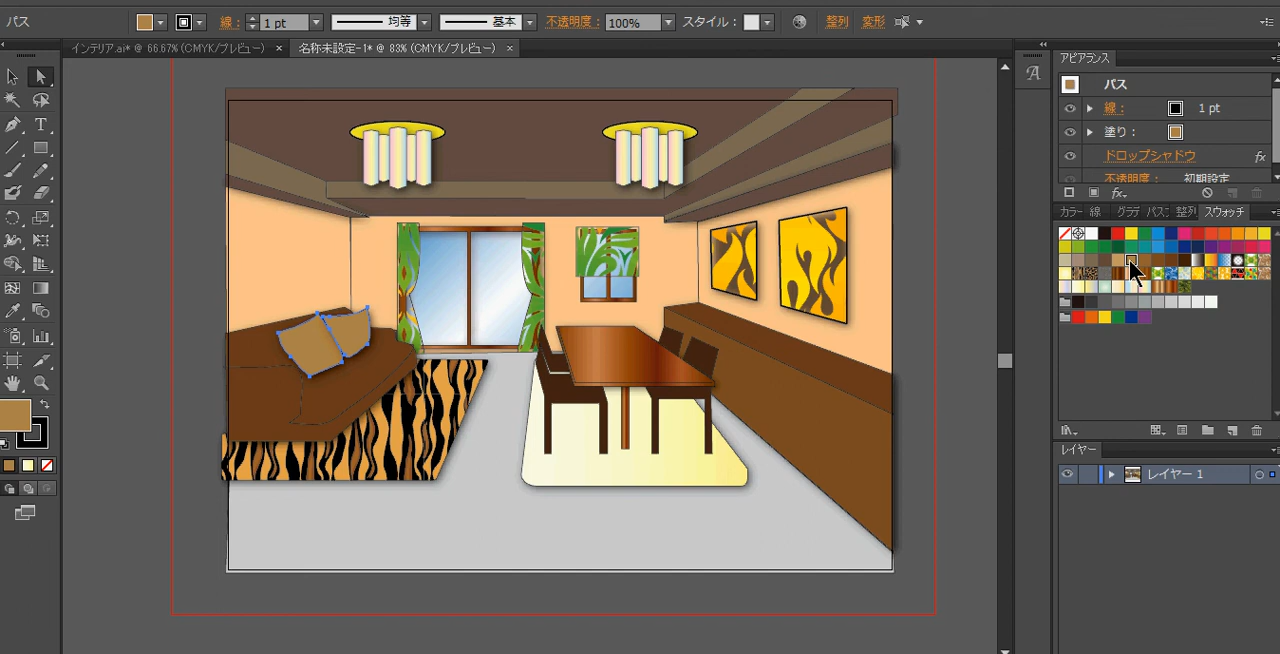 パス
線： 1 pt 均等 基本 不透明度： 100% スタイル： 整列 変形
インテリア.ai* @ 66.67% (CMYK/プレビュー) × 名称未設定-1* @ 83% (CMYK/プレビュー) ×
アピアランス
パス
線： 1 pt
塗り：
ドロップシャドウ fx
不透明度： 初期設定
fx
カラー 線 グラデ パスファ 整列 スウォッチ
レイヤー
レイヤー 1
T
A